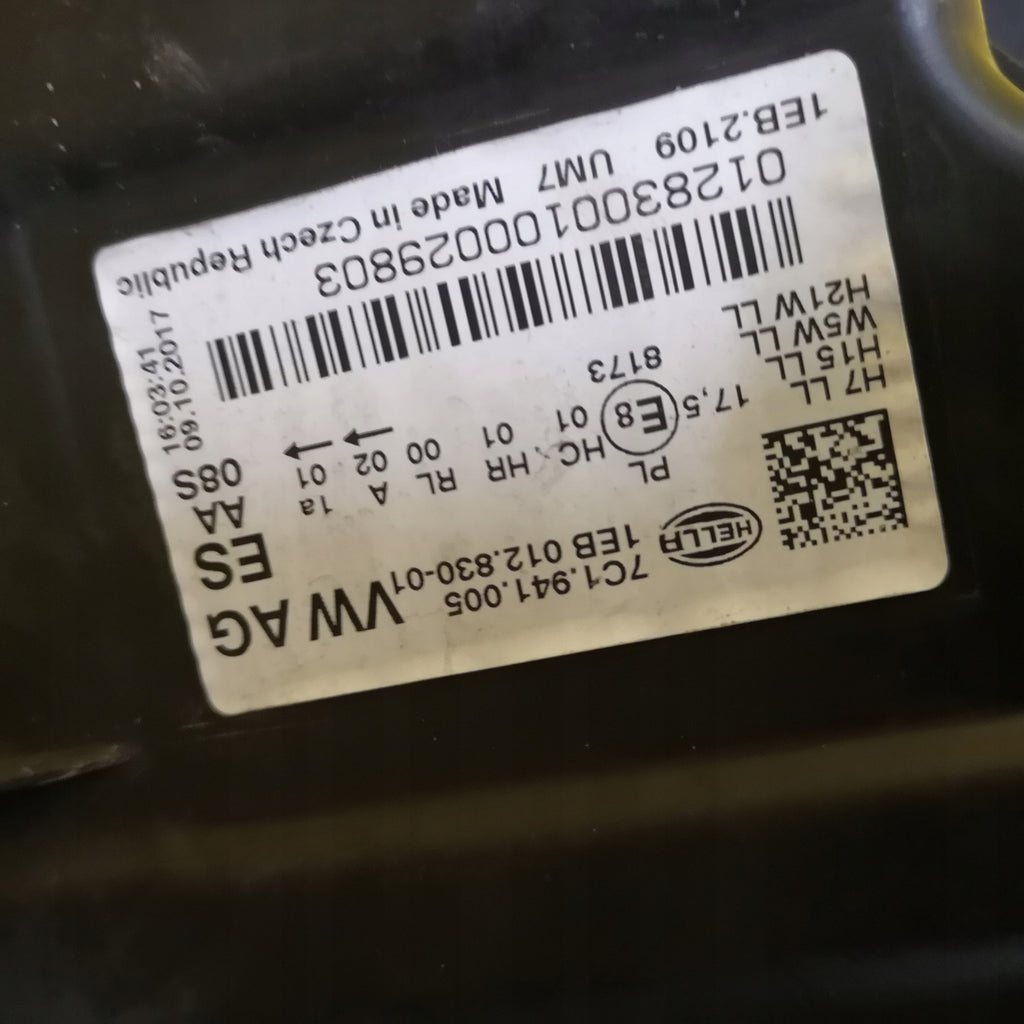 VW AG
7C1.941.005
1EB 012.830-01
HELLA
ES
AA
08S
1a A RL HR HC PL
01 02 00 01 01 E8 17,5
8173
H7 LL
H15 LL
W5W LL
H21W LL
16:03:41
09.10.2017
0128300100029803
Made in Czech Republic UM7 1EB.2109